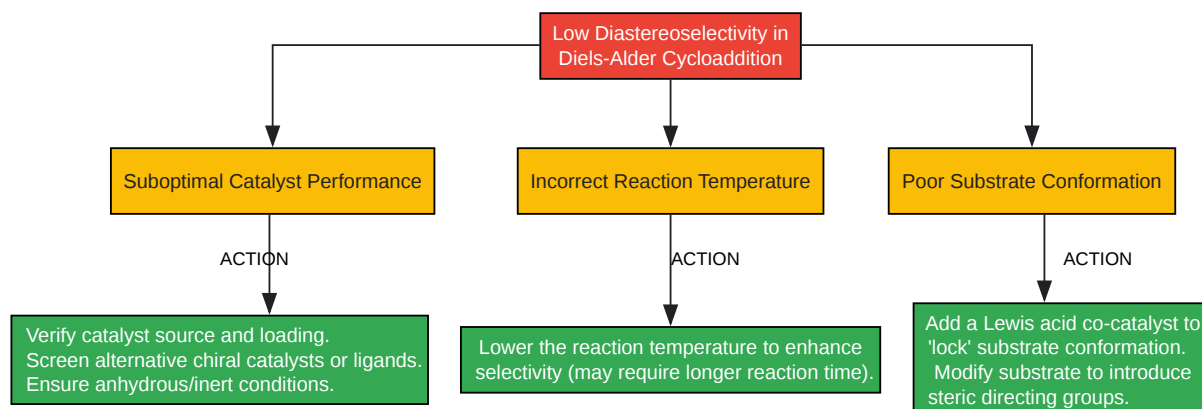 Low Diastereoselectivity in
Diels-Alder Cycloaddition
Suboptimal Catalyst Performance
Incorrect Reaction Temperature
Poor Substrate Conformation
ACTION
ACTION
ACTION
Verify catalyst source and loading.
Screen alternative chiral catalysts or ligands.
Ensure anhydrous/inert conditions.
Lower the reaction temperature to enhance
selectivity (may require longer reaction time).
Add a Lewis acid co-catalyst to
'lock' substrate conformation.
Modify substrate to introduce
steric directing groups.